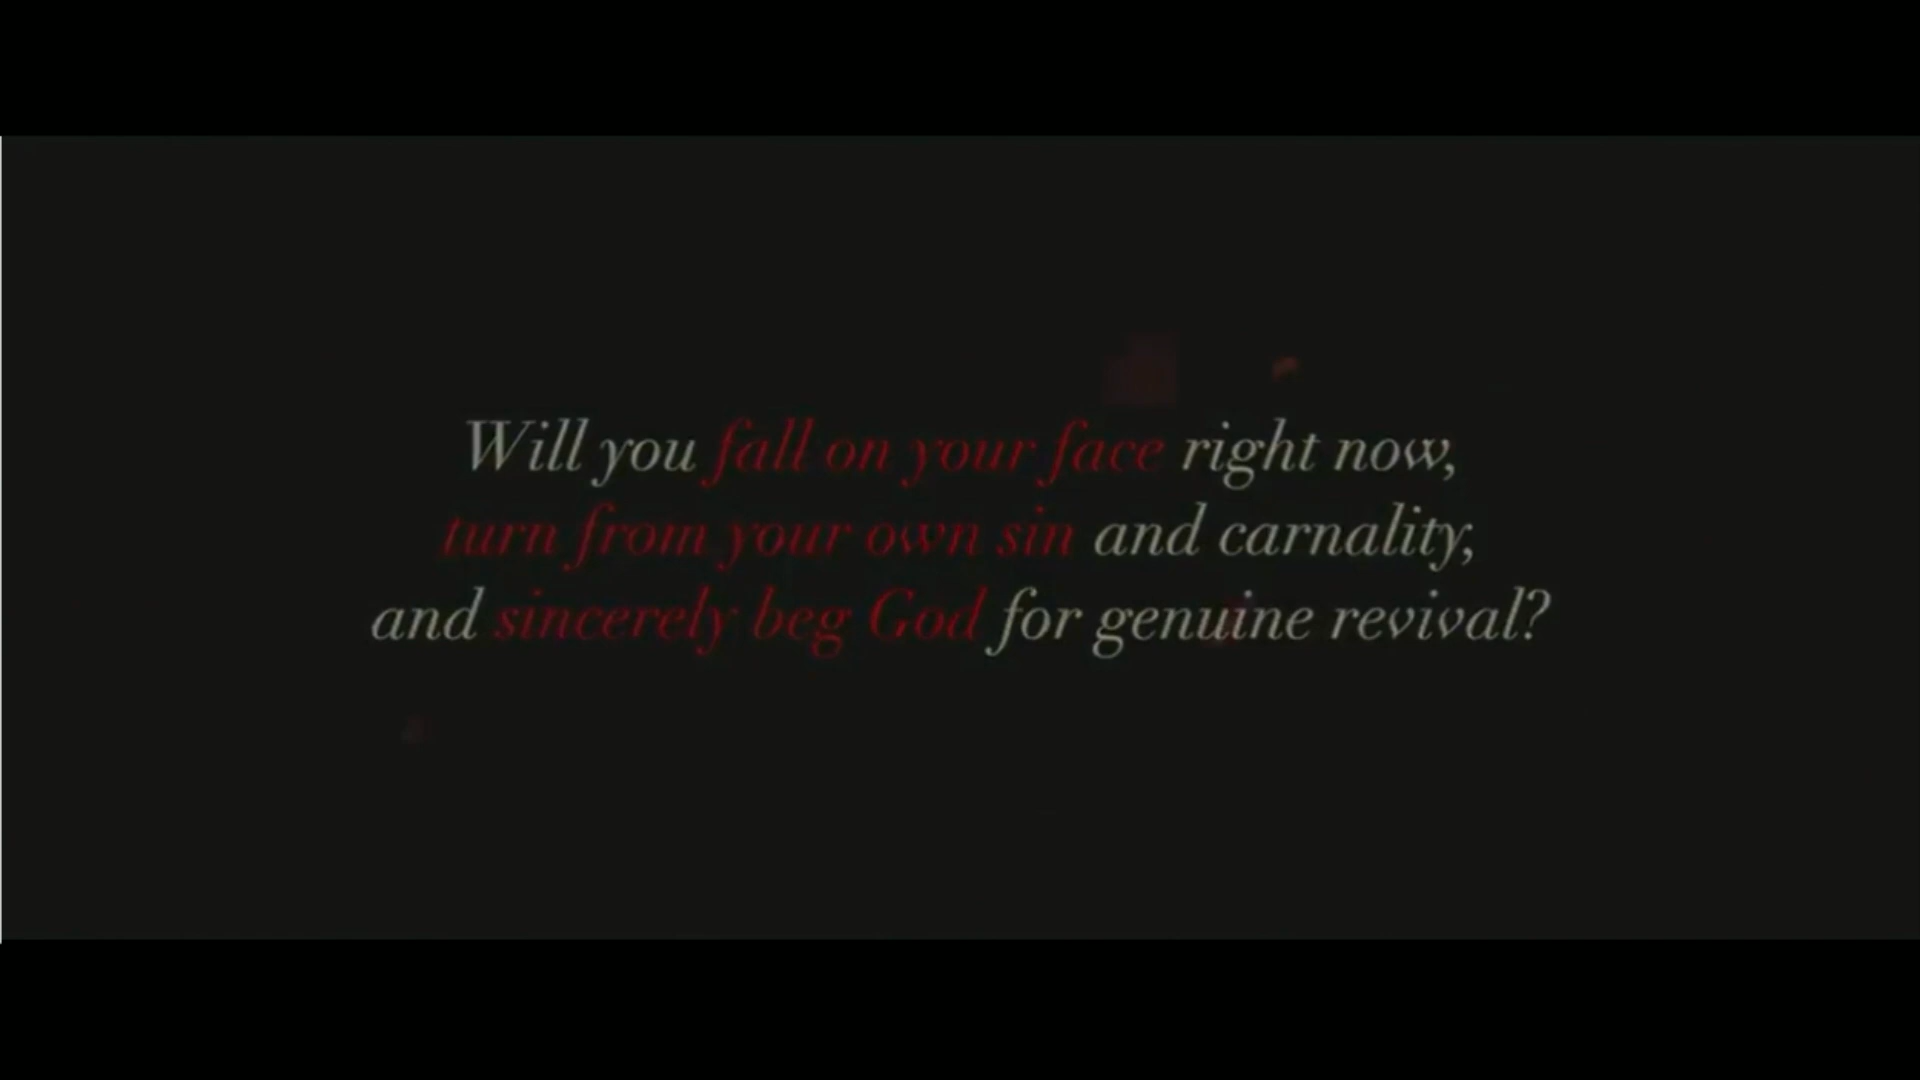 Will you fall on your face right now,
turn from your own sin and carnality,
and sincerely beg God for genuine revival?